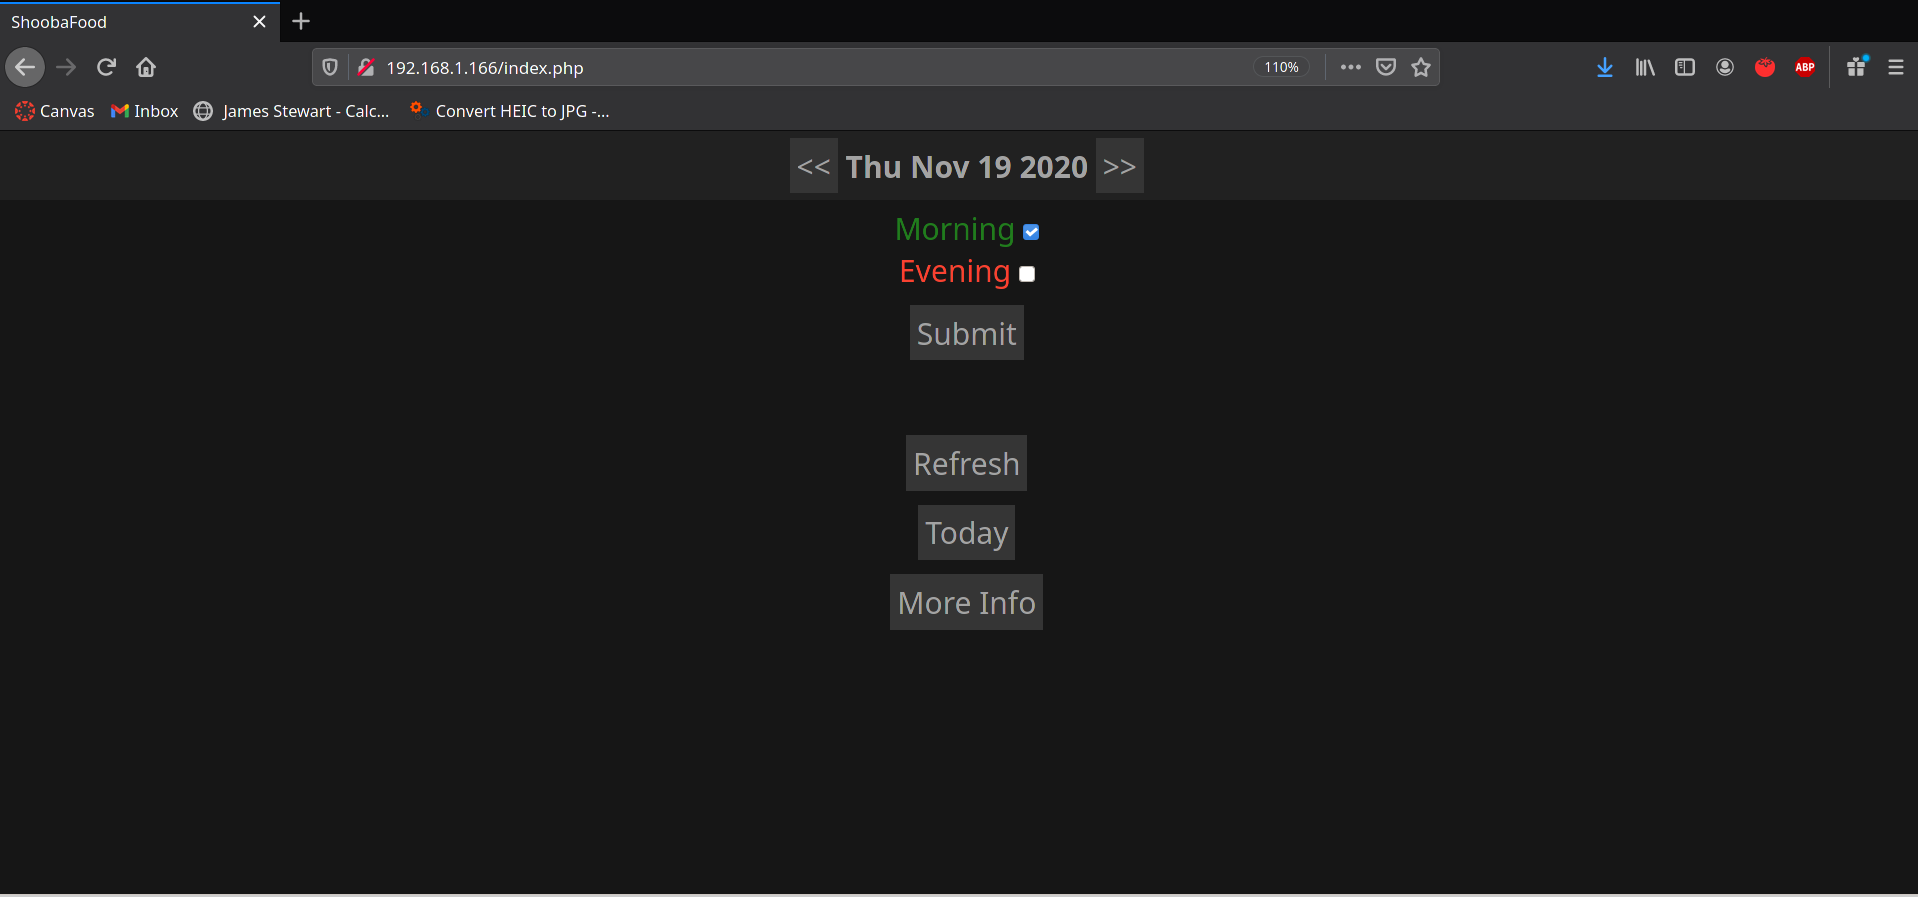 ShoobaFood
192.168.1.166/index.php 110% ABP
Canvas Inbox James Stewart - Calc... Convert HEIC to JPG -...
<< Thu Nov 19 2020 >>
Morning
Evening
Submit
Refresh
Today
More Info